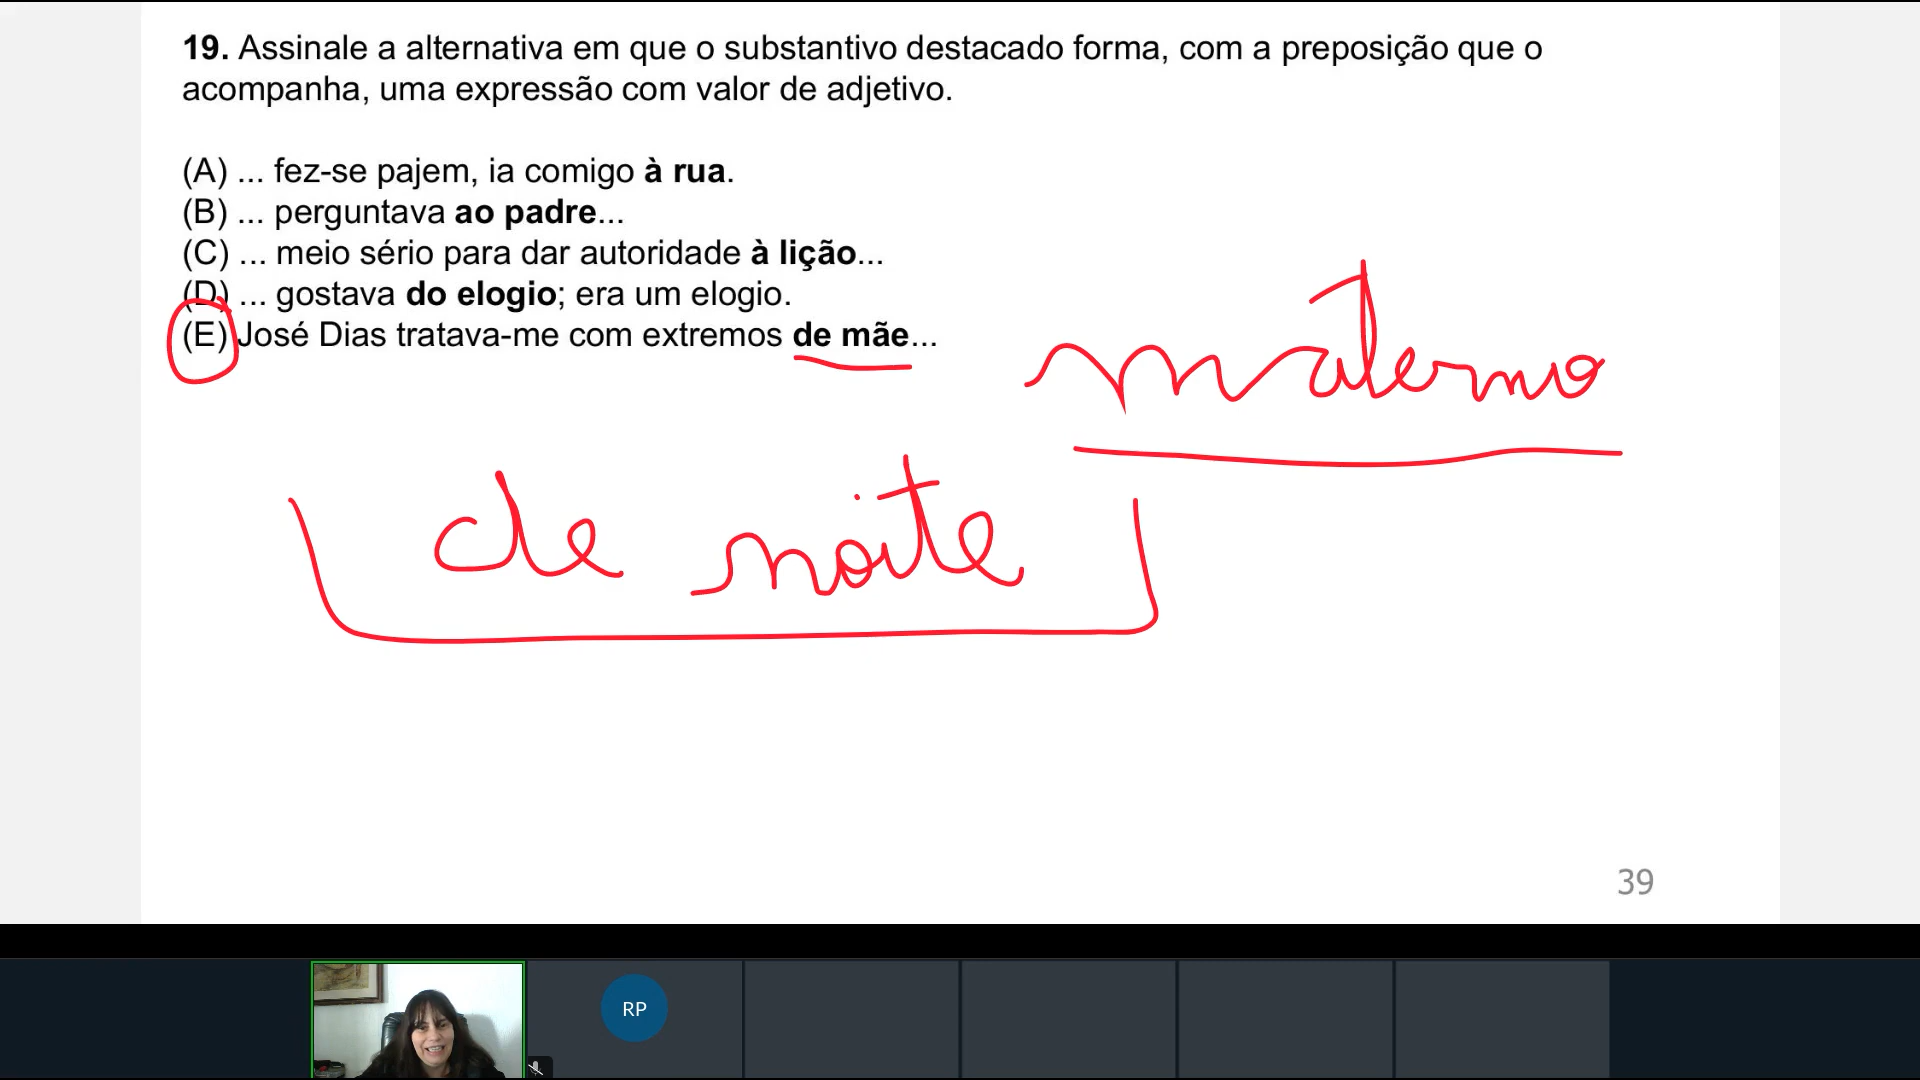 19. Assinale a alternativa em que o substantivo destacado forma, com a preposição que o
acompanha, uma expressão com valor de adjetivo.
(A) ... fez-se pajem, ia comigo à rua.
(B) ... perguntava ao padre...
(C) ... meio sério para dar autoridade à lição...
(D) ... gostava do elogio; era um elogio.
(E) José Dias tratava-me com extremos de mãe...
materno
de noite
39
RP